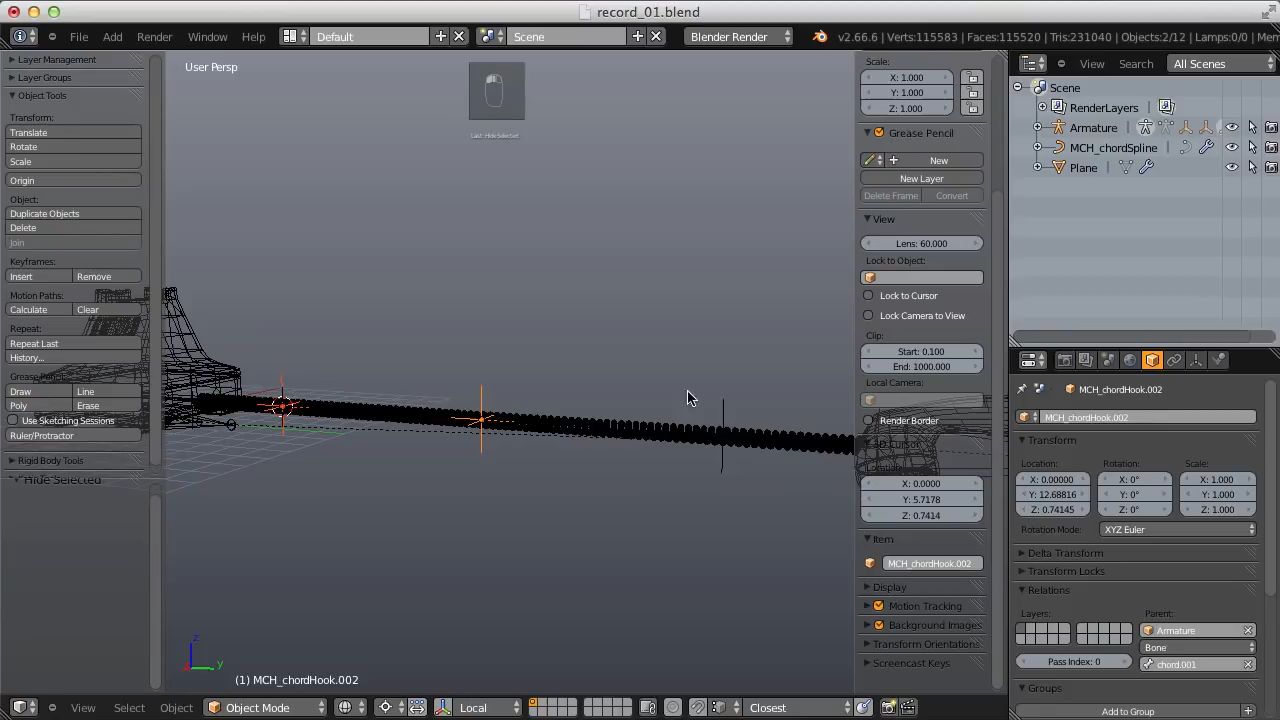 record_01.blend
File Add Render Window Help Default Scene Blender Render v2.66.6 | Verts:115583 | Faces:115520 | Tris:231040 | Objects:2/12 | Lamps:0/0 | Mem
Layer Management
Layer Groups
Object Tools
Transform:
Translate
Rotate
Scale
Origin
Object:
Duplicate Objects
Delete
Join
Keyframes:
Insert Remove
Motion Paths:
Calculate Clear
Repeat:
Repeat Last
History...
Draw Line
Poly Erase
Use Sketching Sessions
Ruler/Protractor
Rigid Body Tools
Hide Selected
User Persp
Last: HideSelected
z
y
(1) MCH_chordHook.002
Scale:
X: 1.000
Y: 1.000
Z: 1.000
Grease Pencil
New
New Layer
Delete Frame Convert
View
Lens: 60.000
Lock to Object:
Lock to Cursor
Lock Camera to View
Clip:
Start: 0.100
End: 1000.000
Local Camera:
Render Border
X: 0.0000
Y: 5.7178
Z: 0.7414
Item
MCH_chordHook.002
Display
Motion Tracking
Background Images
Transform Orientations
Screencast Keys
View Search All Scenes
Scene
RenderLayers
Armature
MCH_chordSpline
Plane
MCH_chordHook.002
MCH_chordHook.002
Transform
Location: Rotation: Scale:
X: 0.00000 X: 0° X: 1.000
Y: 12.68816 Y: 0° Y: 1.000
Z: 0.74145 Z: 0° Z: 1.000
Rotation Mode: XYZ Euler
Delta Transform
Transform Locks
Relations
Layers: Parent:
Armature
Bone
Pass Index: 0 chord.001
Groups
Add to Group
View Select Object Object Mode Local Closest